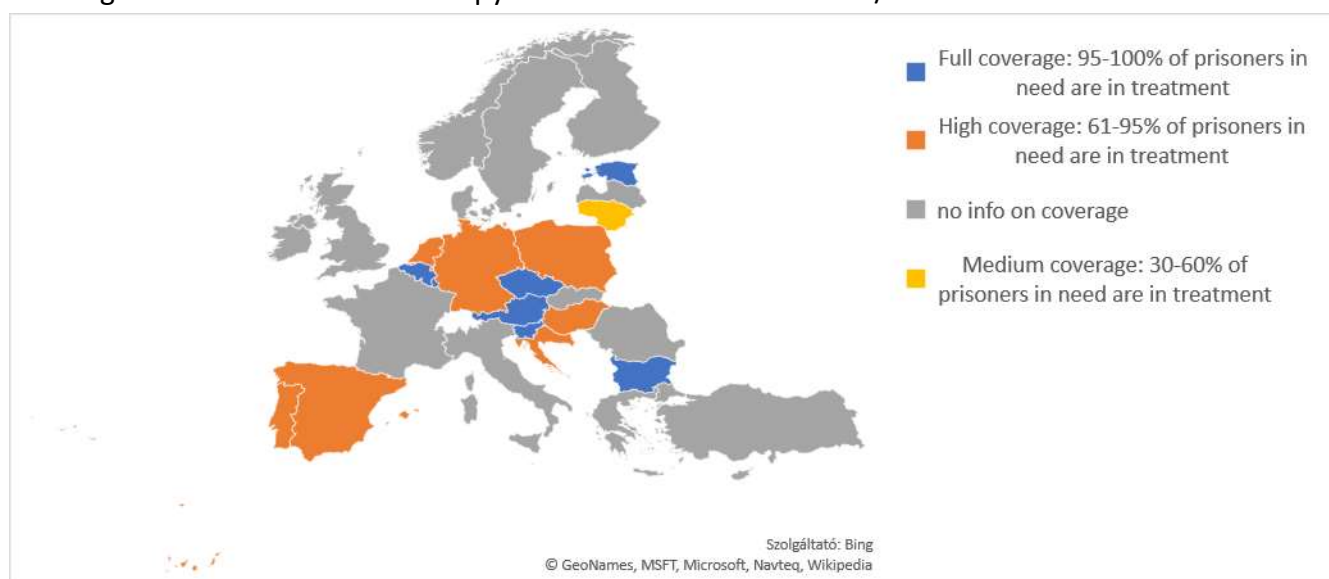 Full coverage: 95-100% of prisoners in
need are in treatment
High coverage: 61-95% of prisoners in
need are in treatment
no info on coverage
Medium coverage: 30-60% of
prisoners in need are in treatment
Szolgáltató: Bing
© GeoNames, MSFT, Microsoft, Navteq, Wikipedia